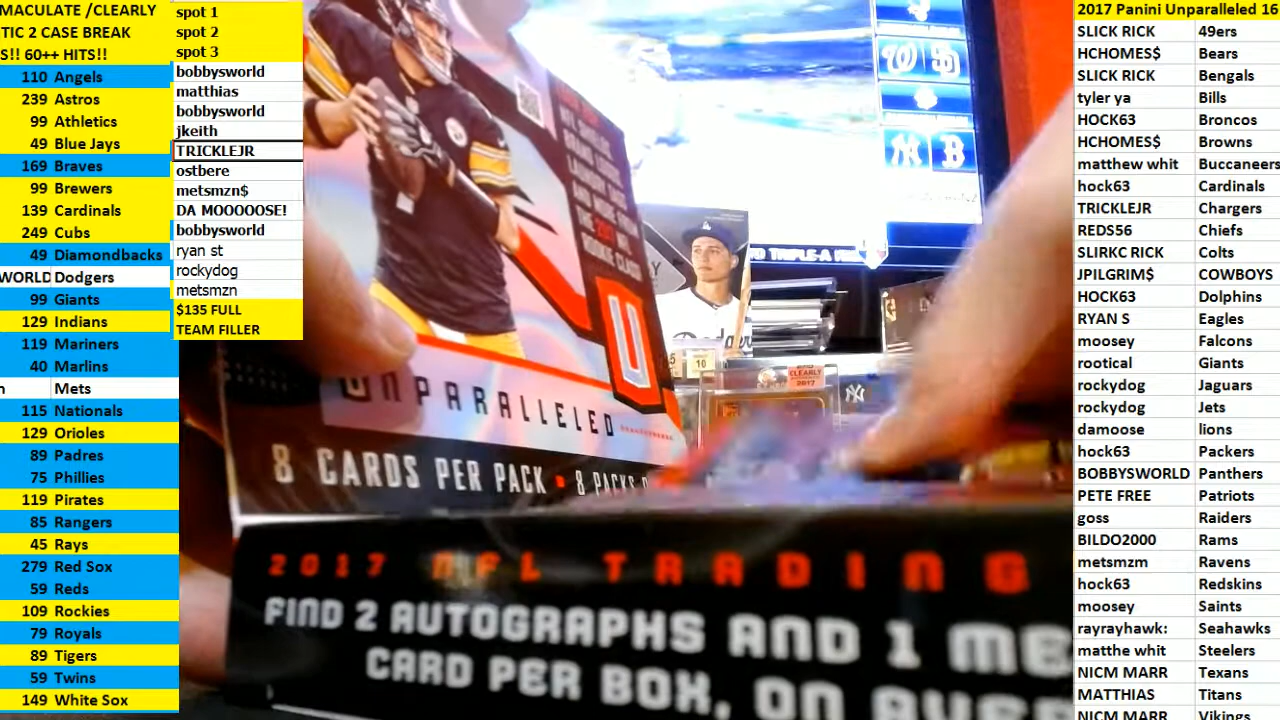 MACULATE /CLEARLY
TIC 2 CASE BREAK
S!! 60++ HITS!!
110 Angels
239 Astros
99 Athletics
49 Blue Jays
169 Braves
99 Brewers
139 Cardinals
249 Cubs
49 Diamondbacks
WORLD Dodgers
99 Giants
129 Indians
119 Mariners
40 Marlins
n Mets
115 Nationals
129 Orioles
89 Padres
75 Phillies
119 Pirates
85 Rangers
45 Rays
279 Red Sox
59 Reds
109 Rockies
79 Royals
89 Tigers
59 Twins
149 White Sox
spot 1
spot 2
spot 3
bobbysworld
matthias
bobbysworld
jkeith
TRICKLEJR
ostbere
metsmzn$
DA MOOOOOSE!
bobbysworld
ryan st
rockydog
metsmzn
$135 FULL
TEAM FILLER
UNPARALLELED
8 CARDS PER PACK ▪ 8 PACKS
2017 NFL TRADING
FIND 2 AUTOGRAPHS AND 1 ME
CARD PER BOX, ON AVER
U
W SD
NY B
O TRIPLE-A
Dodge
10
CLEARLY
2017
NY
2017 Panini Unparalleled 16
SLICK RICK 49ers
HCHOMES$ Bears
SLICK RICK Bengals
tyler ya Bills
HOCK63 Broncos
HCHOMES$ Browns
matthew whit Buccaneers
hock63 Cardinals
TRICKLEJR Chargers
REDS56 Chiefs
SLIRKC RICK Colts
JPILGRIM$ COWBOYS
HOCK63 Dolphins
RYAN S Eagles
moosey Falcons
rootical Giants
rockydog Jaguars
rockydog Jets
damoose lions
hock63 Packers
BOBBYSWORLD Panthers
PETE FREE Patriots
goss Raiders
BILDO2000 Rams
metsmzm Ravens
hock63 Redskins
moosey Saints
rayrayhawk: Seahawks
matthe whit Steelers
NICM MARR Texans
MATTHIAS Titans
NICM MARR Vikings